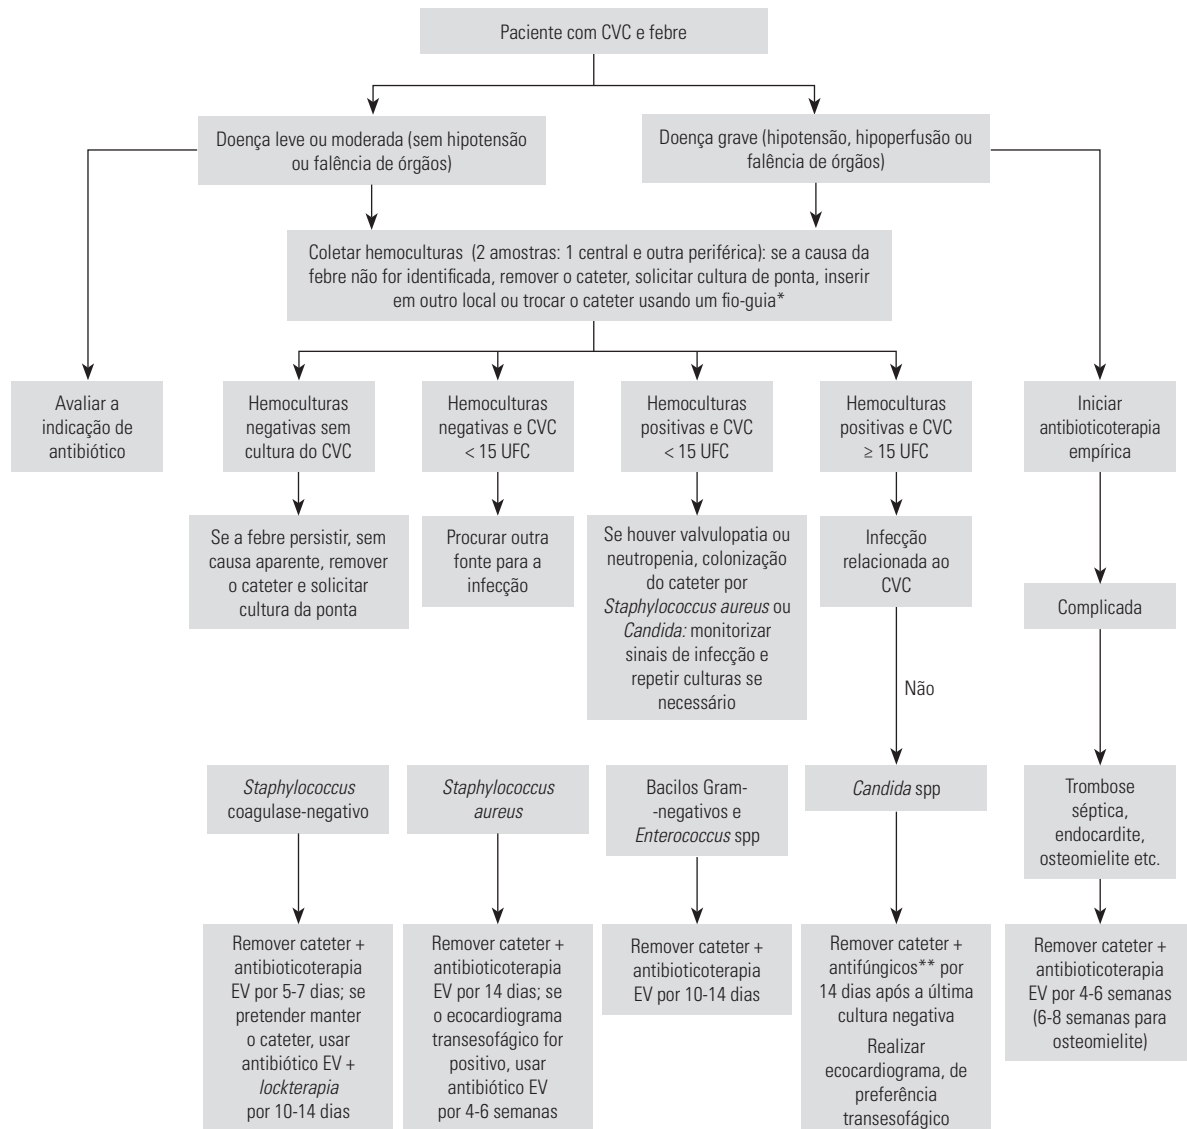 Paciente com CVC e febre
Doença leve ou moderada (sem hipotensão
ou falência de órgãos)
Doença grave (hipotensão, hipoperfusão ou
falência de órgãos)
Coletar hemoculturas (2 amostras: 1 central e outra periférica): se a causa da
febre não for identificada, remover o cateter, solicitar cultura de ponta, inserir
em outro local ou trocar o cateter usando um fio-guia*
Avaliar a
indicação de
antibiótico
Hemoculturas
negativas sem
cultura do CVC
Hemoculturas
negativas e CVC
< 15 UFC
Hemoculturas
positivas e CVC
< 15 UFC
Hemoculturas
positivas e CVC
≥ 15 UFC
Iniciar
antibioticoterapia
empírica
Se a febre persistir, sem
causa aparente, remover
o cateter e solicitar
cultura da ponta
Procurar outra
fonte para a
infecção
Se houver valvulopatia ou
neutropenia, colonização
do cateter por
Staphylococcus aureus ou
Candida: monitorizar
sinais de infecção e
repetir culturas se
necessário
Infecção
relacionada ao
CVC
Complicada
Não
Staphylococcus
coagulase-negativo
Staphylococcus
aureus
Bacilos Gram-
-negativos e
Enterococcus spp
Candida spp
Trombose
séptica,
endocardite,
osteomielite etc.
Remover cateter +
antibioticoterapia
EV por 5-7 dias; se
pretender manter
o cateter, usar
antibiótico EV +
lockterapia
por 10-14 dias
Remover cateter +
antibioticoterapia
EV por 14 dias; se
o ecocardiograma
transesofágico for
positivo, usar
antibiótico EV
por 4-6 semanas
Remover cateter +
antibioticoterapia
EV por 10-14 dias
Remover cateter +
antifúngicos** por
14 dias após a última
cultura negativa
Realizar
ecocardiograma, de
preferência
transesofágico
Remover cateter +
antibioticoterapia
EV por 4-6 semanas
(6-8 semanas para
osteomielite)